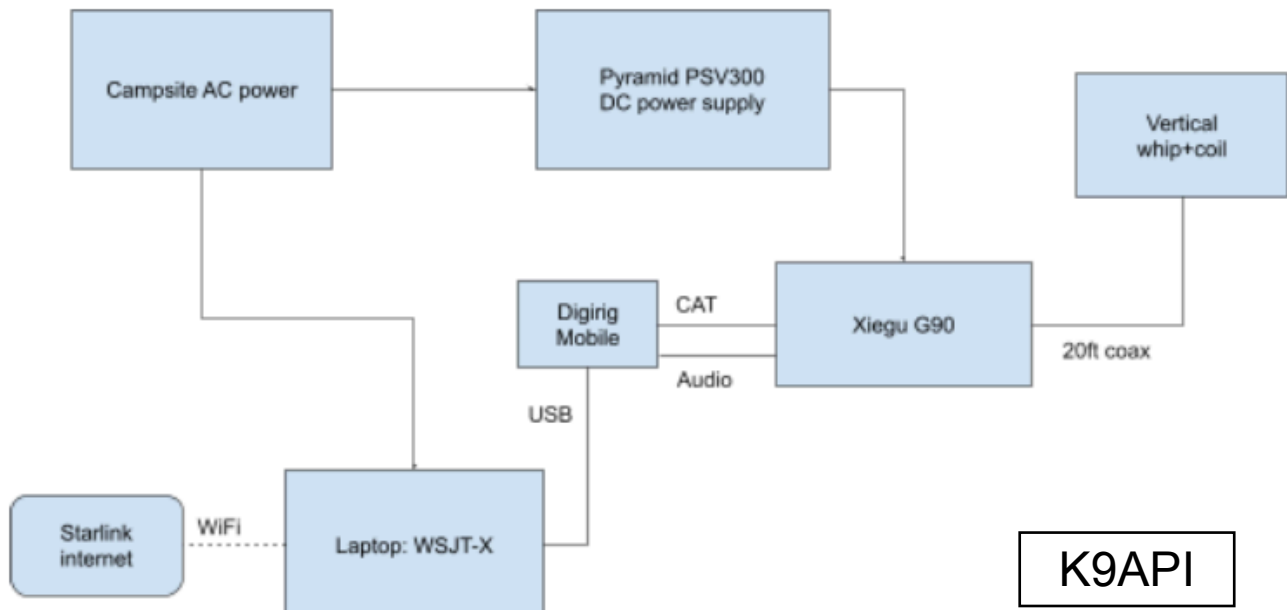 Campsite AC power
Pyramid PSV300
DC power supply
Vertical
whip+coil
Digirig
Mobile
CAT
Audio
Xiegu G90
20ft coax
USB
Starlink
internet
WiFi
Laptop: WSJT-X
K9API